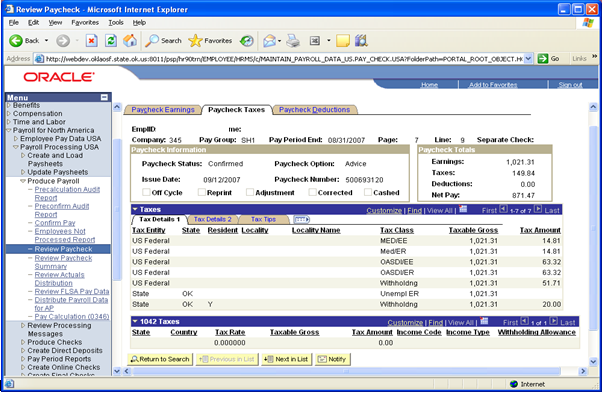 Review Paycheck - Microsoft Internet Explorer
File Edit View Favorites Tools Help
Back Search Favorites
Address http://webdev.oklaosf.state.ok.us:8011/psp/hr90trn/EMPLOYEE/HRMS/c/MAINTAIN_PAYROLL_DATA_US.PAY_CHECK.USA?FolderPath=PORTAL_ROOT_OBJECT.HC Go Links
ORACLE
Home Add to Favorites Sign out
Menu
Benefits
Compensation
Time and Labor
Payroll for North America
Employee Pay Data USA
Payroll Processing USA
Create and Load
Paysheets
Update Paysheets
Produce Payroll
Precalculation Audit
Report
Preconfirm Audit
Report
Confirm Pay
Employees Not
Processed Report
Review Paycheck
Review Paycheck
Summary
Review Actuals
Distribution
Review FLSA Pay Data
Distribute Payroll Data
for AP
Pay Calculation (0346)
Review Processing
Messages
Produce Checks
Create Direct Deposits
Pay Period Reports
Create Online Checks
Create Final Checks
Paycheck Earnings Paycheck Taxes Paycheck Deductions
EmplID: me:
Company: 345 Pay Group: SH1 Pay Period End: 08/31/2007 Page: 7 Line: 9 Separate Check:
Paycheck Information Paycheck Totals
Paycheck Status: Confirmed Paycheck Option: Advice
Issue Date: 09/12/2007 Paycheck Number: 500693120
Off Cycle Reprint Adjustment Corrected Cashed
Earnings: 1,021.31
Taxes: 149.84
Deductions: 0.00
Net Pay: 871.47
Taxes Customize | Find | View All | First 1-7 of 7 Last
Tax Details 1 Tax Details 2 Tax Tips
Tax Entity State Resident Locality Locality Name Tax Class Taxable Gross Tax Amount
US Federal MED/EE 1,021.31 14.81
US Federal Med/ER 1,021.31 14.81
US Federal OASDI/EE 1,021.31 63.32
US Federal OASDI/ER 1,021.31 63.32
US Federal Withholdng 1,021.31 51.71
State OK Unempl ER 1,021.31
State OK Y Withholdng 1,021.31 20.00
1042 Taxes Customize | Find | View All | First 1 of 1 Last
State Country Tax Rate Taxable Gross Tax Amount Income Code Income Type Withholding Allowance
0.000000 0.00
Return to Search Previous in List Next in List Notify
Internet